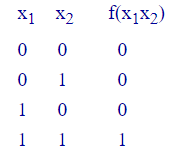 x₁ x₂ f(x₁x₂)
0 0 0
0 1 0
1 0 0
1 1 1